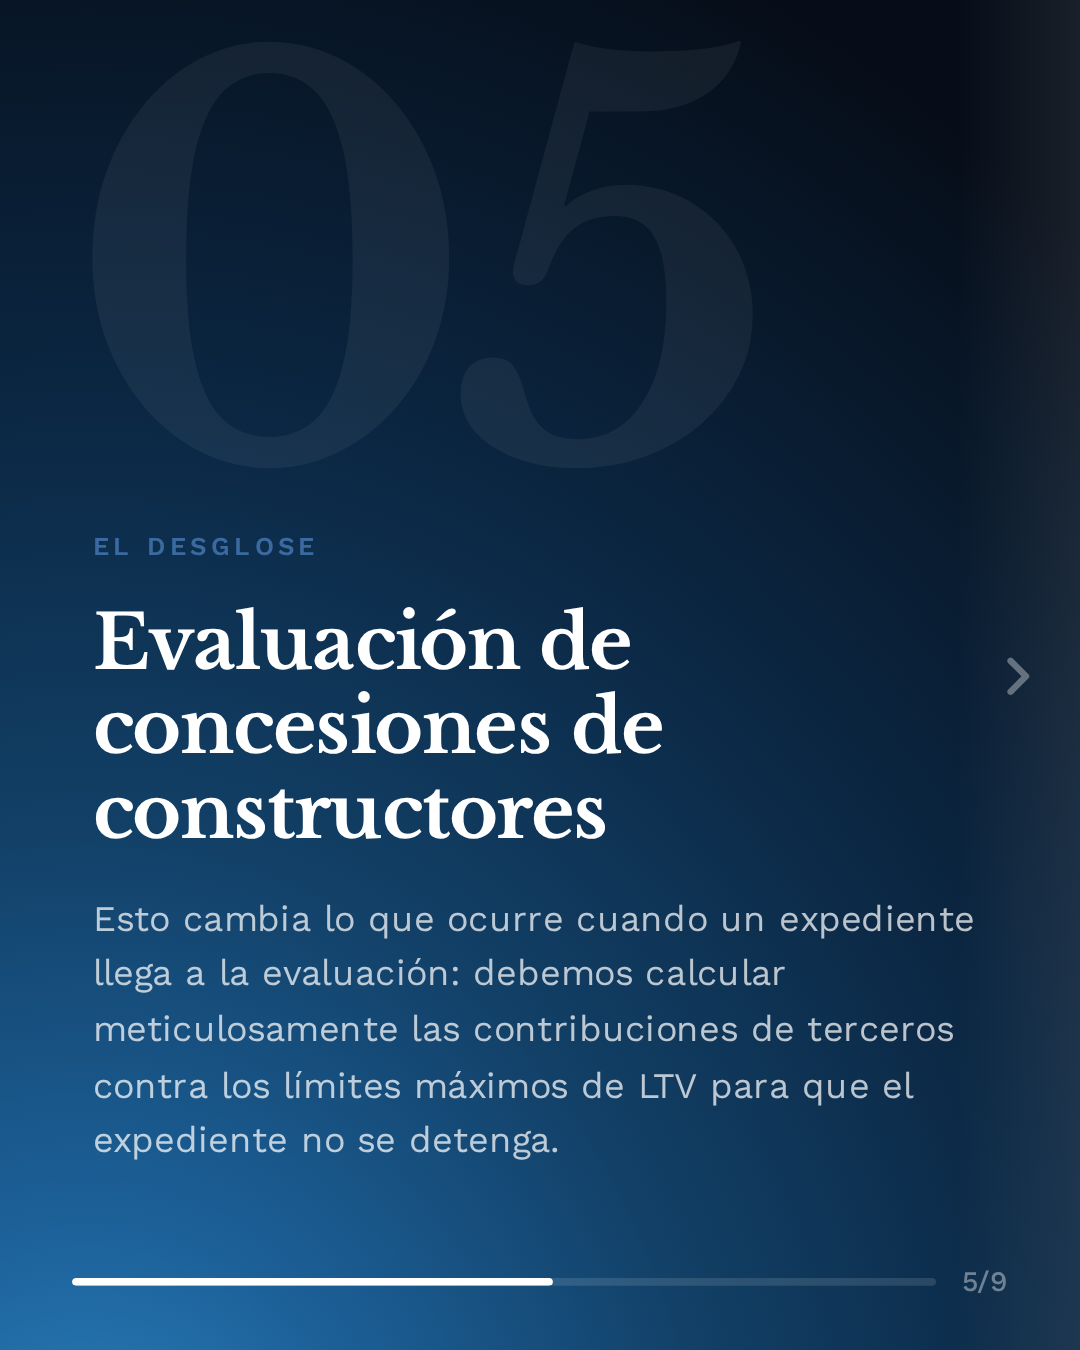 05
EL DESGLOSE
Evaluación de
concesiones de
constructores
Esto cambia lo que ocurre cuando un expediente
llega a la evaluación: debemos calcular
meticulosamente las contribuciones de terceros
contra los límites máximos de LTV para que el
expediente no se detenga.
5/9